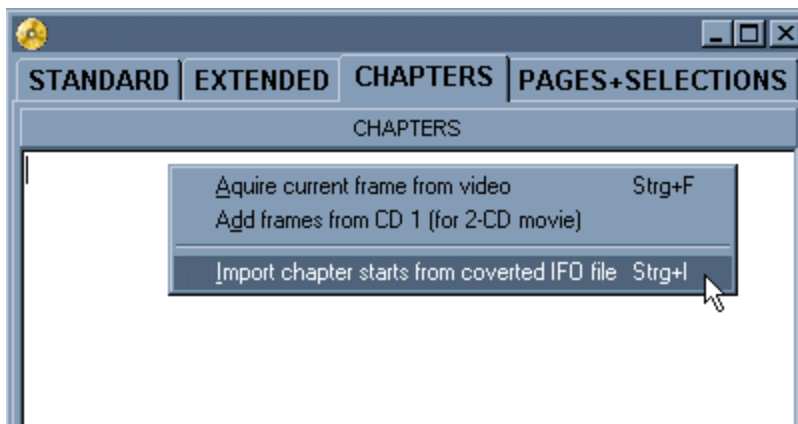 STANDARD EXTENDED CHAPTERS PAGES+SELECTIONS
CHAPTERS
Aquire current frame from video Strg+F
Add frames from CD 1 (for 2-CD movie)
Import chapter starts from coverted IFO file Strg+I